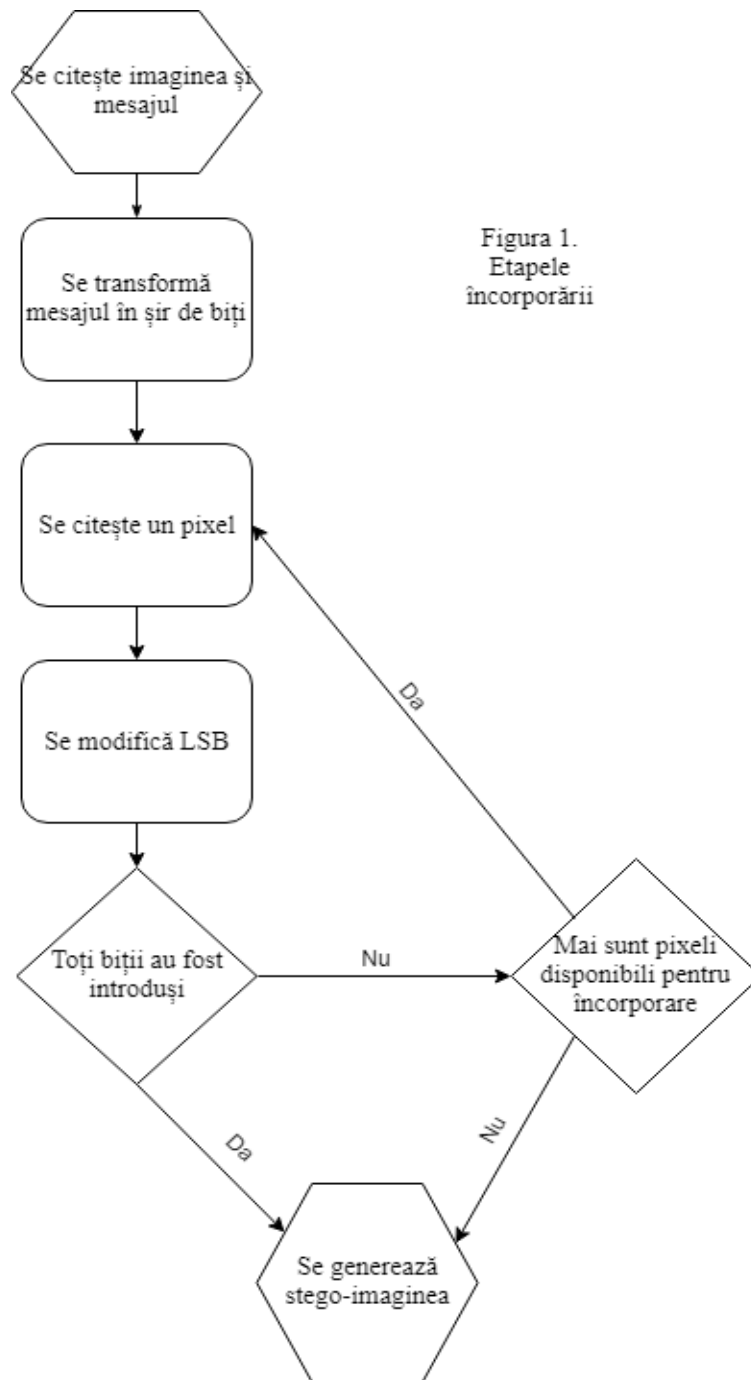 Se citește imaginea și
mesajul
Figura 1.
Etapele
încorporării
Se transformă
mesajul în șir de biți
Se citește un pixel
Da
Se modifică LSB
Toți biții au fost
introduși
Nu
Mai sunt pixeli
disponibili pentru
încorporare
Da
Nu
Se generează
stego-imaginea